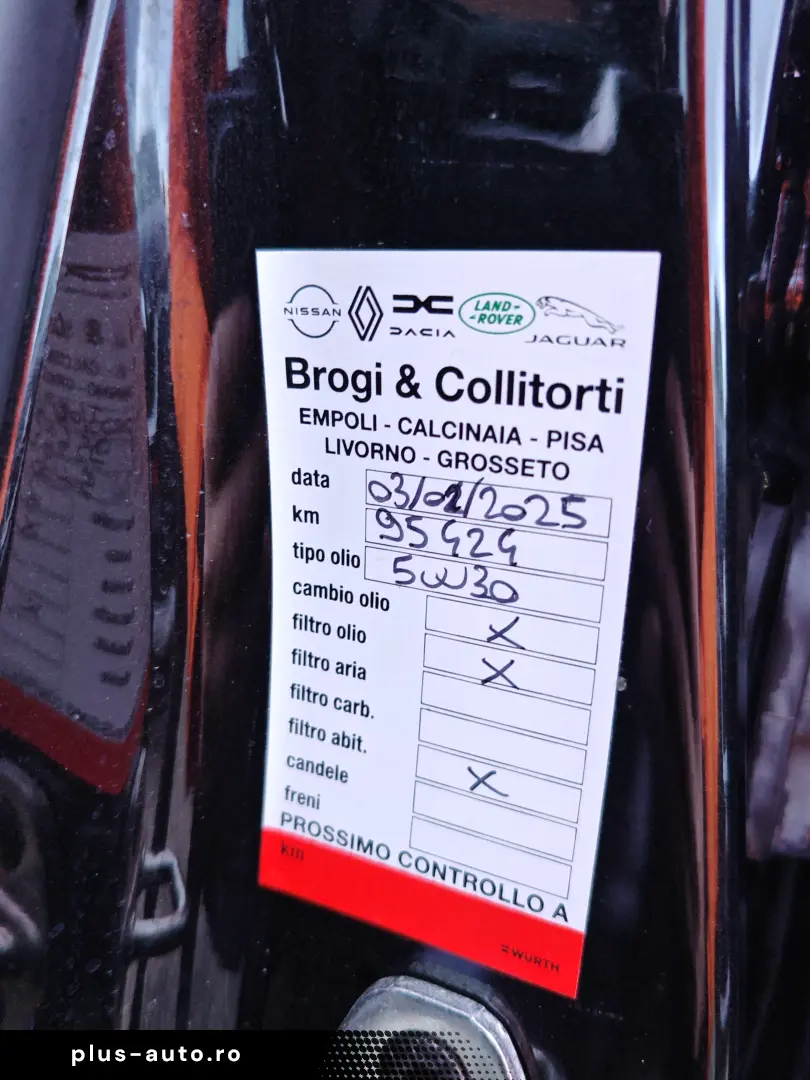 NISSAN DACIA LAND-ROVER JAGUAR
Brogi & Collitorti
EMPOLI - CALCINAIA - PISA
LIVORNO - GROSSETO
data 03/02/2025
km 95424
tipo olio 5W30
cambio olio X
filtro olio X
filtro aria
filtro carb.
filtro abit. X
candele
freni
PROSSIMO CONTROLLO A
km
WÜRTH
plus-auto.ro